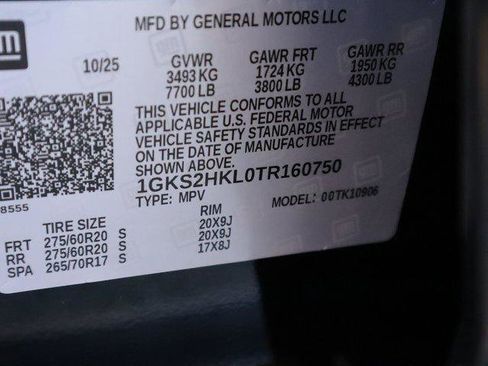 gm
MFD BY GENERAL MOTORS LLC
10/25 GVWR GAWR FRT GAWR RR
3493 KG 1724 KG 1950 KG
7700 LB 3800 LB 4300 LB
THIS VEHICLE CONFORMS TO ALL
APPLICABLE U.S. FEDERAL MOTOR
VEHICLE SAFETY STANDARDS IN EFFECT
ON THE DATE OF MANUFACTURE
SHOWN ABOVE.
1GKS2HKL0TR160750
8555 TYPE: MPV MODEL: 00TK10906
TIRE SIZE RIM
FRT 275/60R20 S 20X9J
RR 275/60R20 S 20X9J
SPA 265/70R17 S 17X8J